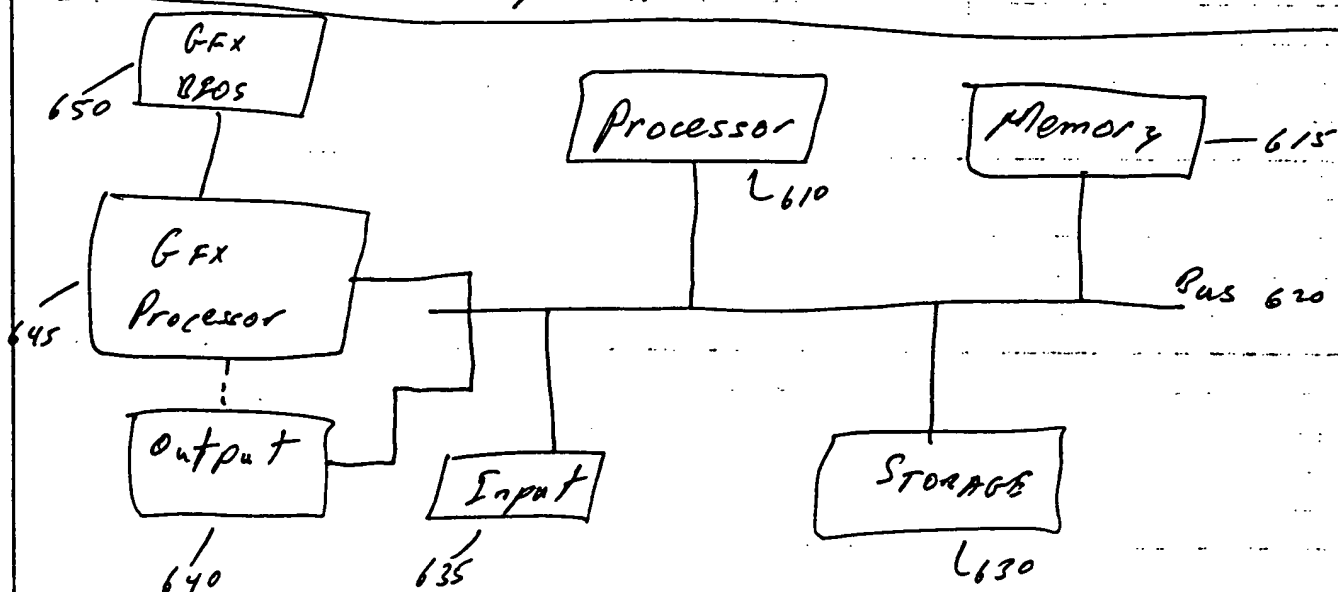 GFX
BIOS
650
Processor
610
Memory
615
GFX
Processor
645
Bus 620
Output
640
Input
635
STORAGE
630